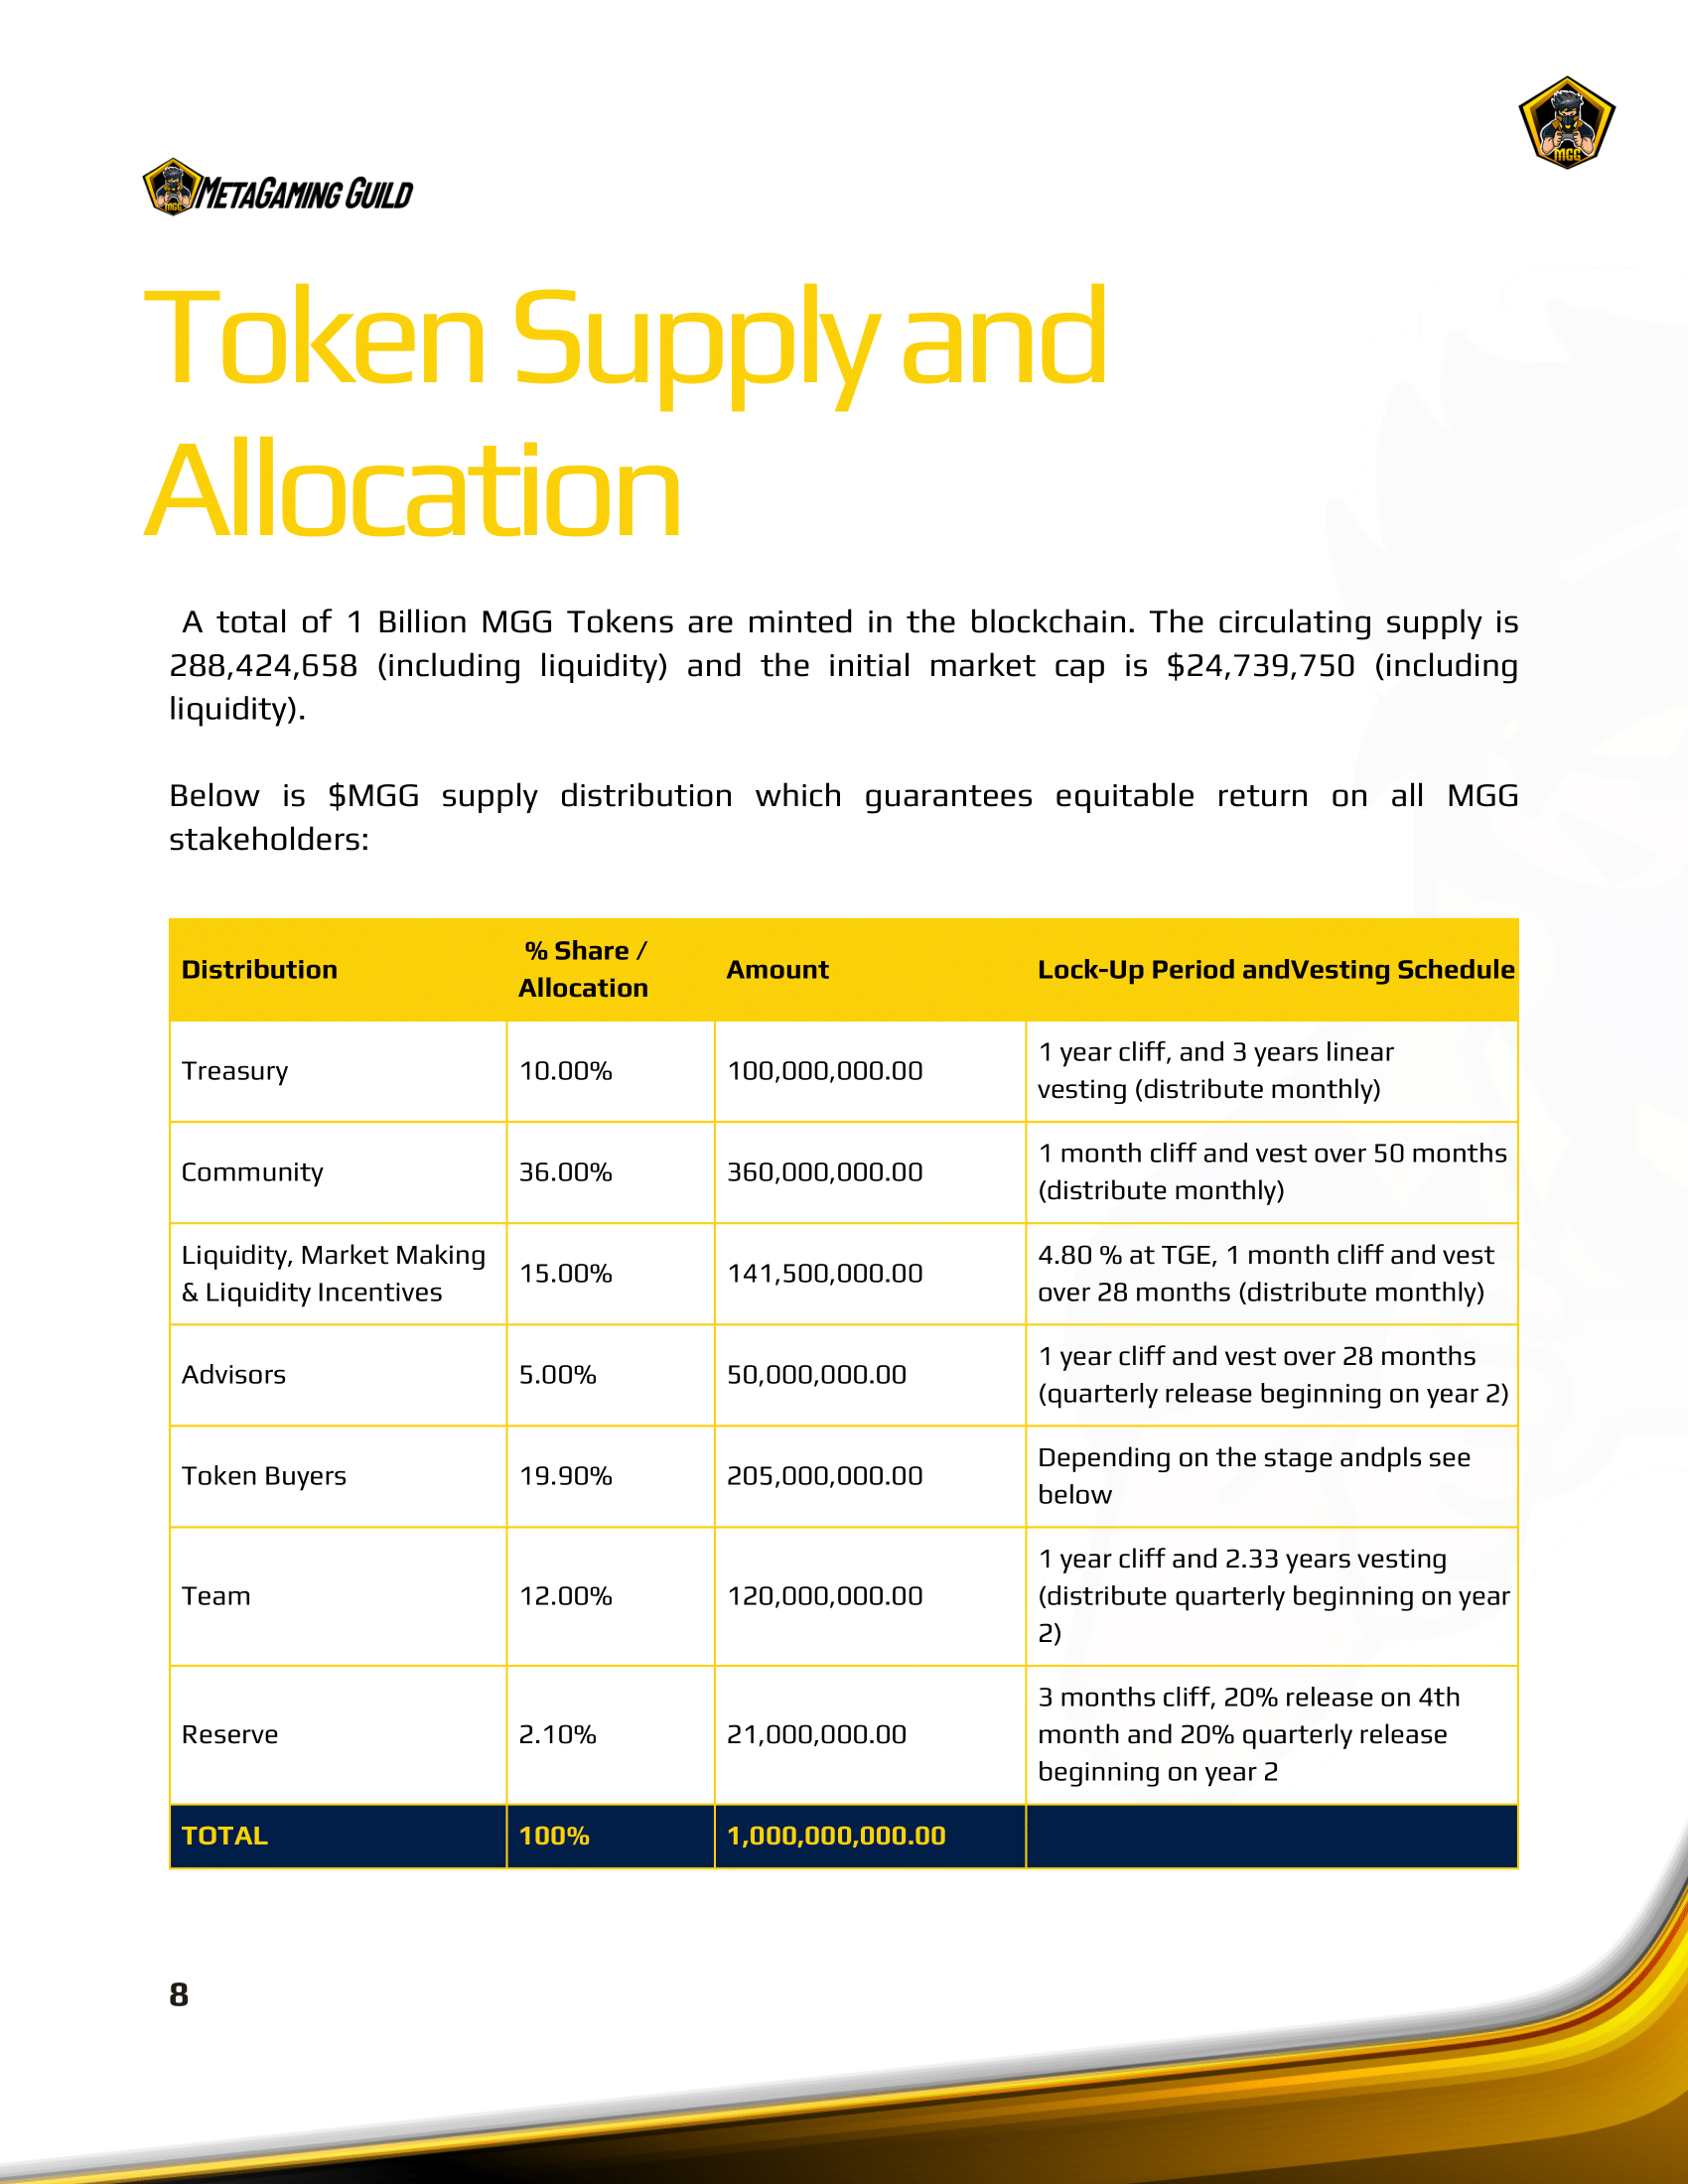 MGG
MGG METAGAMING GUILD
Token Supply and
Allocation
A total of 1 Billion MGG Tokens are minted in the blockchain. The circulating supply is
288,424,658 (including liquidity) and the initial market cap is $24,739,750 (including
liquidity).
Below is $MGG supply distribution which guarantees equitable return on all MGG
stakeholders:
Distribution
% Share /
Allocation
Amount
Lock-Up Period andVesting Schedule
Treasury
10.00%
100,000,000.00
1 year cliff, and 3 years linear
vesting (distribute monthly)
Community
36.00%
360,000,000.00
1 month cliff and vest over 50 months
(distribute monthly)
Liquidity, Market Making
& Liquidity Incentives
15.00%
141,500,000.00
4.80 % at TGE, 1 month cliff and vest
over 28 months (distribute monthly)
Advisors
5.00%
50,000,000.00
1 year cliff and vest over 28 months
(quarterly release beginning on year 2)
Token Buyers
19.90%
205,000,000.00
Depending on the stage andpls see
below
Team
12.00%
120,000,000.00
1 year cliff and 2.33 years vesting
(distribute quarterly beginning on year
2)
Reserve
2.10%
21,000,000.00
3 months cliff, 20% release on 4th
month and 20% quarterly release
beginning on year 2
TOTAL
100%
1,000,000,000.00
8